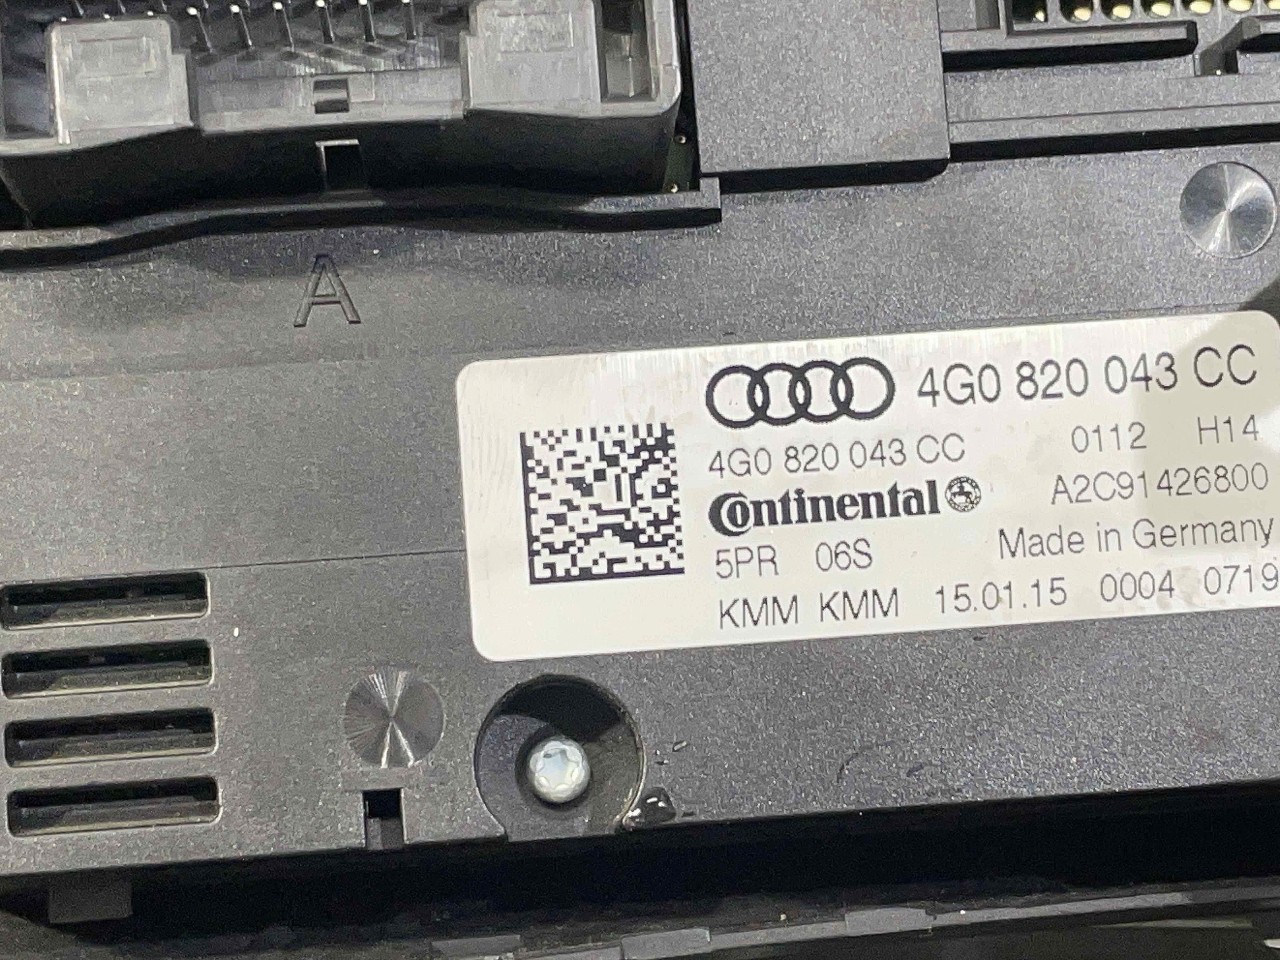 A
4G0 820 043 CC
4G0 820 043 CC 0112 H14
Continental A2C91426800
5PR 06S Made in Germany
KMM KMM 15.01.15 0004 0719